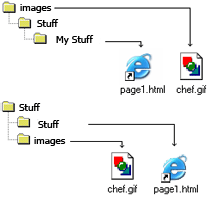 images
Stuff
My Stuff
page1.html
chef.gif
Stuff
Stuff
images
chef.gif
page1.html